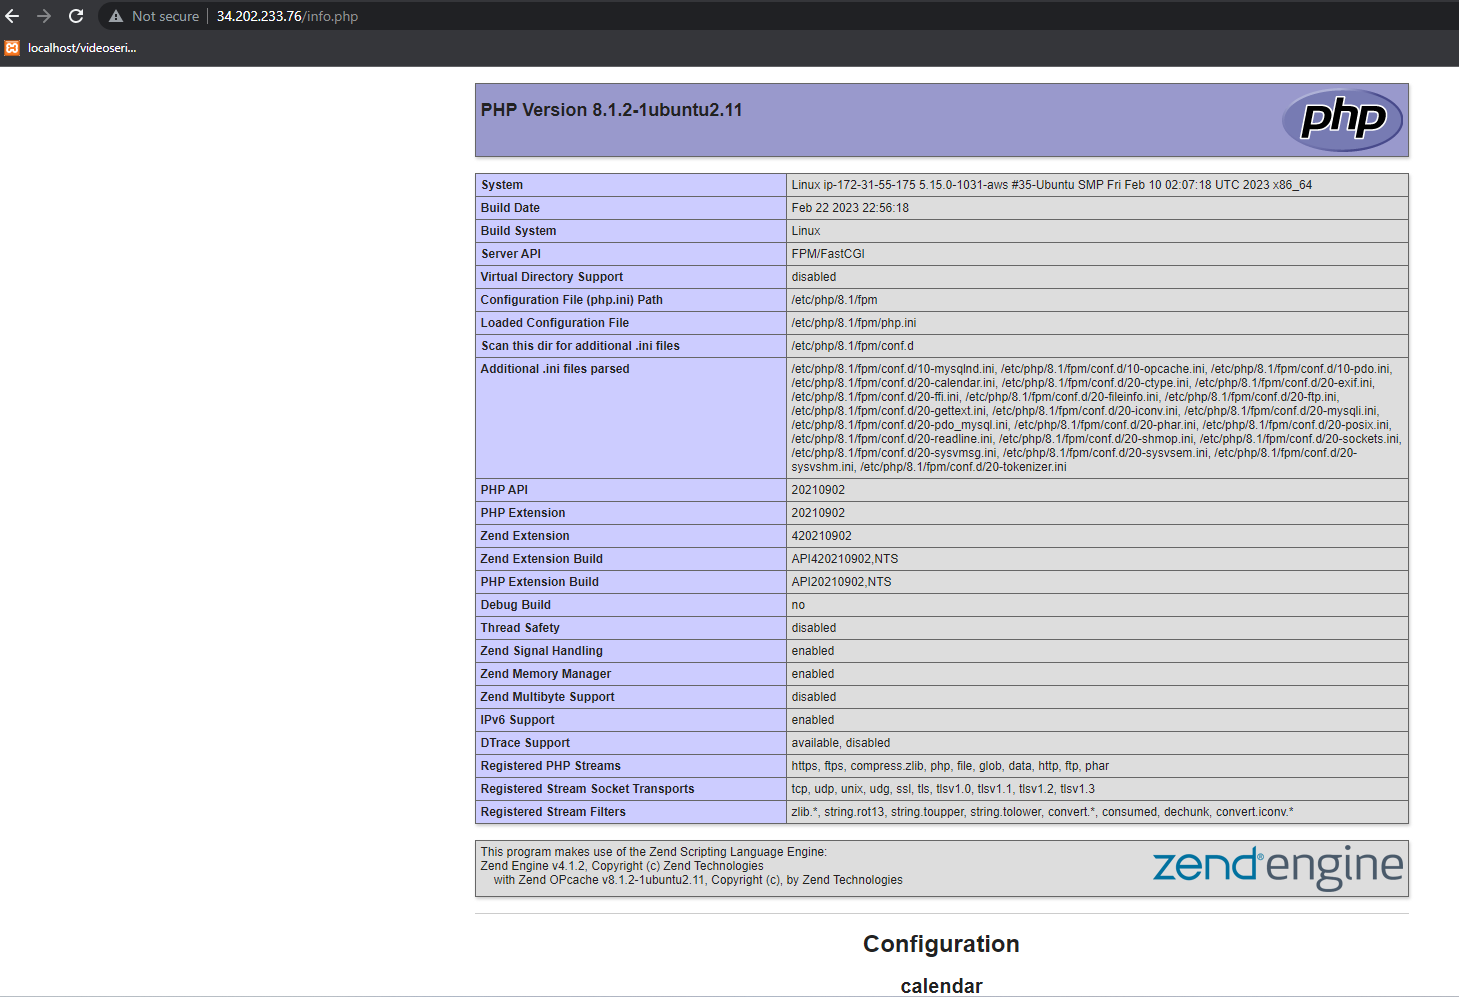 Not secure | 34.202.233.76/info.php
localhost/videoseri...
PHP Version 8.1.2-1ubuntu2.11
php
System Linux ip-172-31-55-175 5.15.0-1031-aws #35-Ubuntu SMP Fri Feb 10 02:07:18 UTC 2023 x86_64
Build Date Feb 22 2023 22:56:18
Build System Linux
Server API FPM/FastCGI
Virtual Directory Support disabled
Configuration File (php.ini) Path /etc/php/8.1/fpm
Loaded Configuration File /etc/php/8.1/fpm/php.ini
Scan this dir for additional .ini files /etc/php/8.1/fpm/conf.d
Additional .ini files parsed /etc/php/8.1/fpm/conf.d/10-mysqlnd.ini, /etc/php/8.1/fpm/conf.d/10-opcache.ini, /etc/php/8.1/fpm/conf.d/10-pdo.ini,
/etc/php/8.1/fpm/conf.d/20-calendar.ini, /etc/php/8.1/fpm/conf.d/20-ctype.ini, /etc/php/8.1/fpm/conf.d/20-exif.ini,
/etc/php/8.1/fpm/conf.d/20-ffi.ini, /etc/php/8.1/fpm/conf.d/20-fileinfo.ini, /etc/php/8.1/fpm/conf.d/20-ftp.ini,
/etc/php/8.1/fpm/conf.d/20-gettext.ini, /etc/php/8.1/fpm/conf.d/20-iconv.ini, /etc/php/8.1/fpm/conf.d/20-mysqli.ini,
/etc/php/8.1/fpm/conf.d/20-pdo_mysql.ini, /etc/php/8.1/fpm/conf.d/20-phar.ini, /etc/php/8.1/fpm/conf.d/20-posix.ini,
/etc/php/8.1/fpm/conf.d/20-readline.ini, /etc/php/8.1/fpm/conf.d/20-shmop.ini, /etc/php/8.1/fpm/conf.d/20-sockets.ini,
/etc/php/8.1/fpm/conf.d/20-sysvmsg.ini, /etc/php/8.1/fpm/conf.d/20-sysvsem.ini, /etc/php/8.1/fpm/conf.d/20-
sysvshm.ini, /etc/php/8.1/fpm/conf.d/20-tokenizer.ini
PHP API 20210902
PHP Extension 20210902
Zend Extension 420210902
Zend Extension Build API420210902,NTS
PHP Extension Build API20210902,NTS
Debug Build no
Thread Safety disabled
Zend Signal Handling enabled
Zend Memory Manager enabled
Zend Multibyte Support disabled
IPv6 Support enabled
DTrace Support available, disabled
Registered PHP Streams https, ftps, compress.zlib, php, file, glob, data, http, ftp, phar
Registered Stream Socket Transports tcp, udp, unix, udg, ssl, tls, tlsv1.0, tlsv1.1, tlsv1.2, tlsv1.3
Registered Stream Filters zlib.*, string.rot13, string.toupper, string.tolower, convert.*, consumed, dechunk, convert.iconv.*
This program makes use of the Zend Scripting Language Engine:
Zend Engine v4.1.2, Copyright (c) Zend Technologies
with Zend OPcache v8.1.2-1ubuntu2.11, Copyright (c), by Zend Technologies
zend® engine
Configuration
calendar